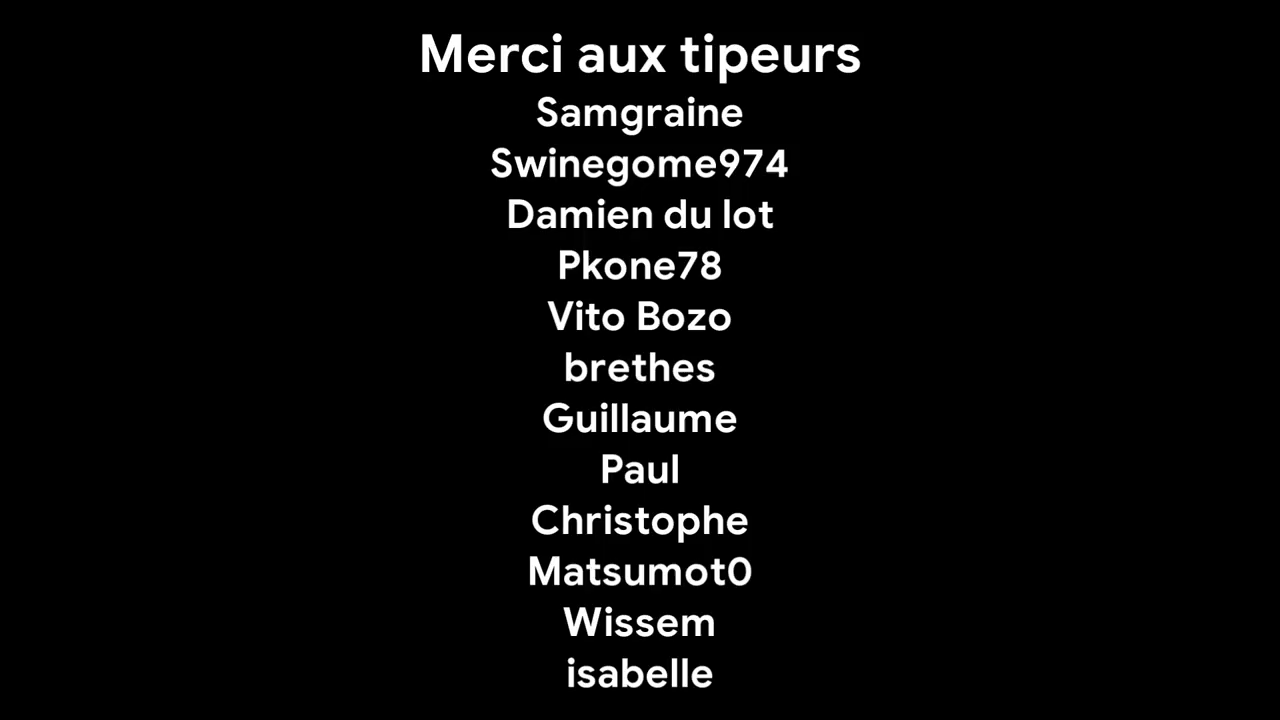 Merci aux tipeurs
Samgraine
Swinegome974
Damien du lot
Pkone78
Vito Bozo
brethes
Guillaume
Paul
Christophe
Matsumot0
Wissem
isabelle